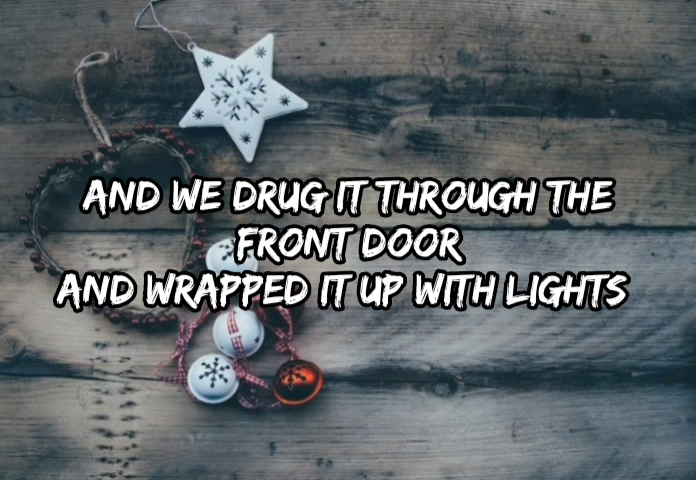 AND WE DRUG IT THROUGH THE
FRONT DOOR
AND WRAPPED IT UP WITH LIGHTS